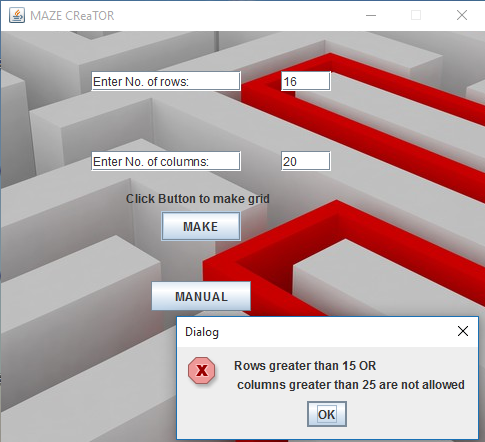 MAZE CReaTOR
Enter No. of rows: 16
Enter No. of columns: 20
Click Button to make grid
MAKE
MANUAL
Dialog
Rows greater than 15 OR
columns greater than 25 are not allowed
OK